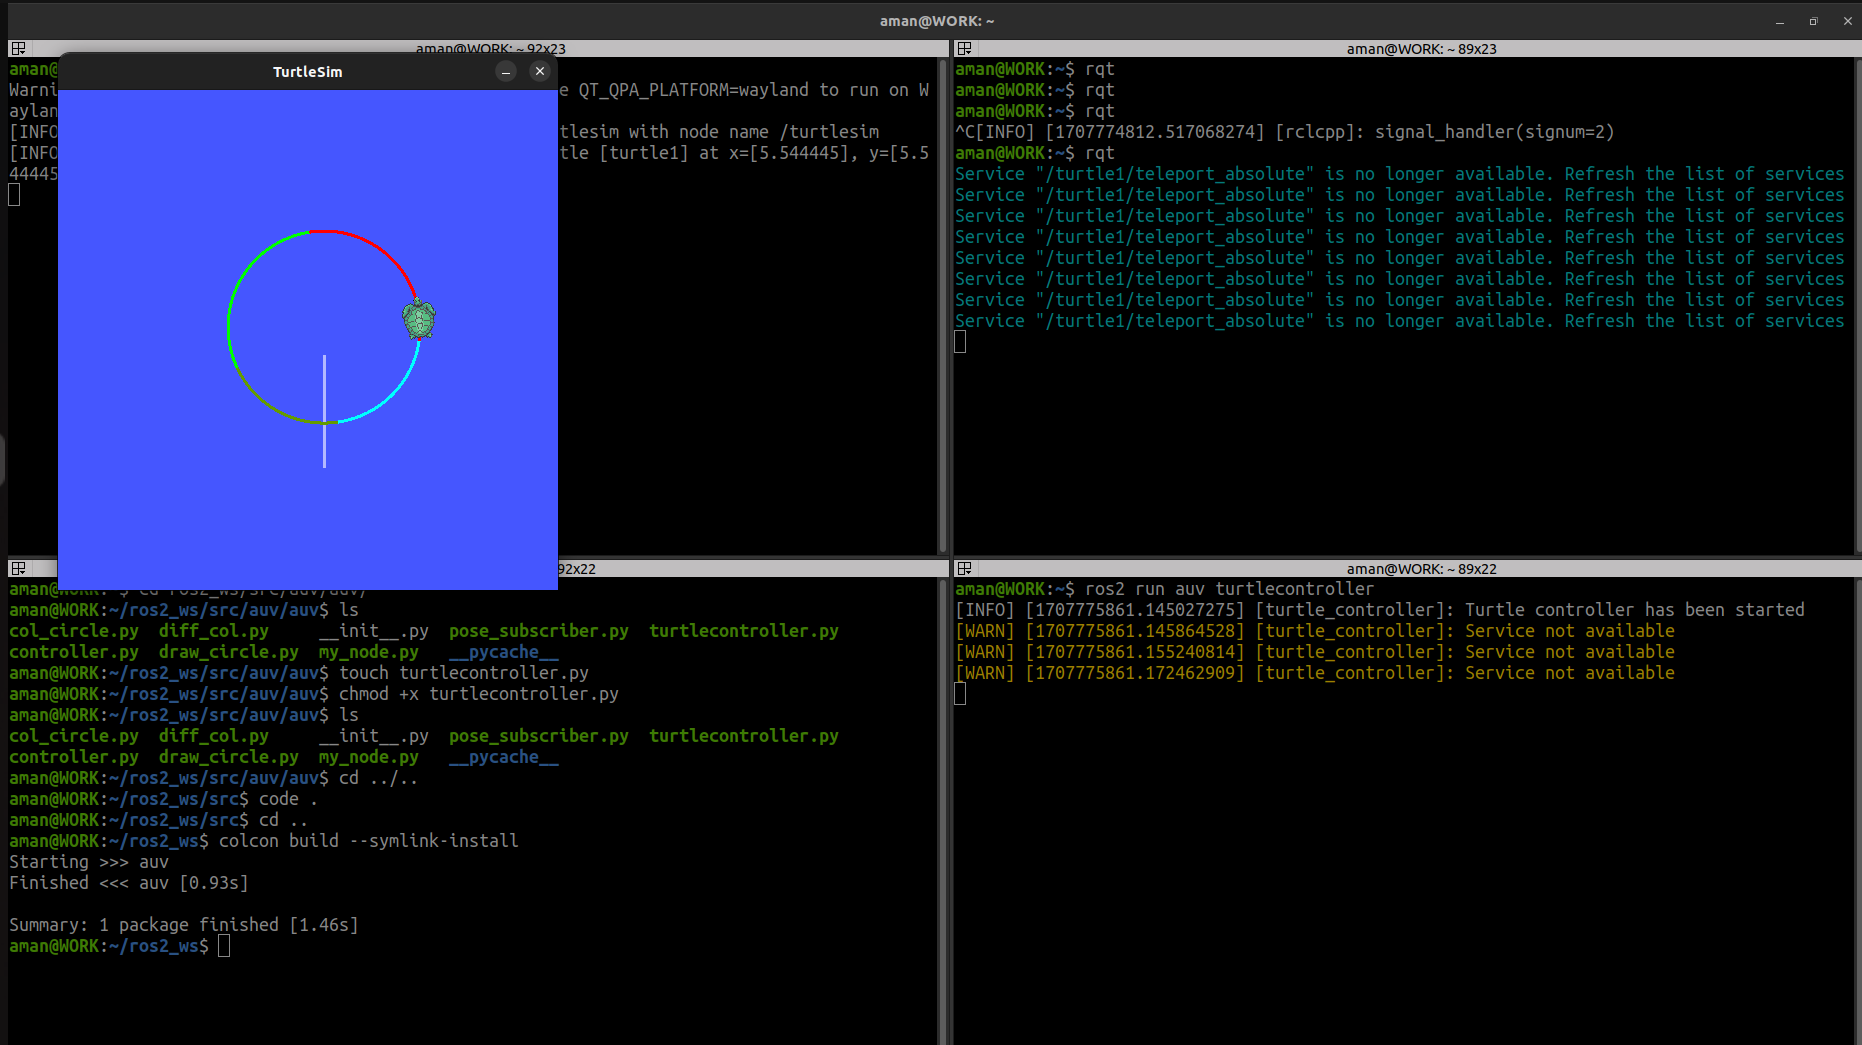 aman@WORK: ~
aman@WORK: ~ 92x23
aman@
Warni
e QT_QPA_PLATFORM=wayland to run on W
aylan
[INFO
tlesim with node name /turtlesim
[INFO
tle [turtle1] at x=[5.544445], y=[5.5
44445
TurtleSim
aman@WORK: ~ 89x23
aman@WORK:~$ rqt
aman@WORK:~$ rqt
aman@WORK:~$ rqt
^C[INFO] [1707774812.517068274] [rclcpp]: signal_handler(signum=2)
aman@WORK:~$ rqt
Service "/turtle1/teleport_absolute" is no longer available. Refresh the list of services
Service "/turtle1/teleport_absolute" is no longer available. Refresh the list of services
Service "/turtle1/teleport_absolute" is no longer available. Refresh the list of services
Service "/turtle1/teleport_absolute" is no longer available. Refresh the list of services
Service "/turtle1/teleport_absolute" is no longer available. Refresh the list of services
Service "/turtle1/teleport_absolute" is no longer available. Refresh the list of services
Service "/turtle1/teleport_absolute" is no longer available. Refresh the list of services
Service "/turtle1/teleport_absolute" is no longer available. Refresh the list of services
92x22
aman@WORK:~$ cd ros2_ws/src/auv/auv/
aman@WORK:~/ros2_ws/src/auv/auv$ ls
col_circle.py diff_col.py __init__.py pose_subscriber.py turtlecontroller.py
controller.py draw_circle.py my_node.py __pycache__
aman@WORK:~/ros2_ws/src/auv/auv$ touch turtlecontroller.py
aman@WORK:~/ros2_ws/src/auv/auv$ chmod +x turtlecontroller.py
aman@WORK:~/ros2_ws/src/auv/auv$ ls
col_circle.py diff_col.py __init__.py pose_subscriber.py turtlecontroller.py
controller.py draw_circle.py my_node.py __pycache__
aman@WORK:~/ros2_ws/src/auv/auv$ cd ../..
aman@WORK:~/ros2_ws/src$ code .
aman@WORK:~/ros2_ws/src$ cd ..
aman@WORK:~/ros2_ws$ colcon build --symlink-install
Starting >>> auv
Finished <<< auv [0.93s]
Summary: 1 package finished [1.46s]
aman@WORK:~/ros2_ws$
aman@WORK: ~ 89x22
aman@WORK:~$ ros2 run auv turtlecontroller
[INFO] [1707775861.145027275] [turtle_controller]: Turtle controller has been started
[WARN] [1707775861.145864528] [turtle_controller]: Service not available
[WARN] [1707775861.155240814] [turtle_controller]: Service not available
[WARN] [1707775861.172462909] [turtle_controller]: Service not available